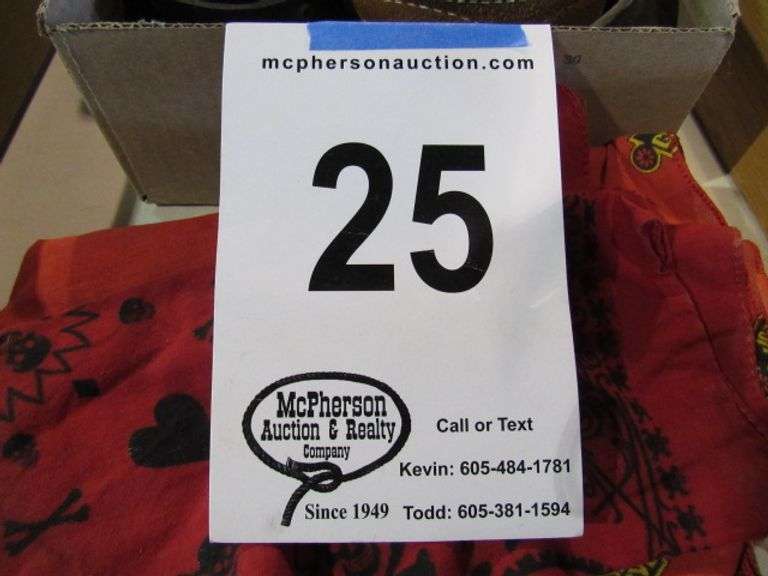 mcphersonauction.com
30
25
McPherson
Auction & Realty
Company
Since 1949
Call or Text
Kevin: 605-484-1781
Todd: 605-381-1594